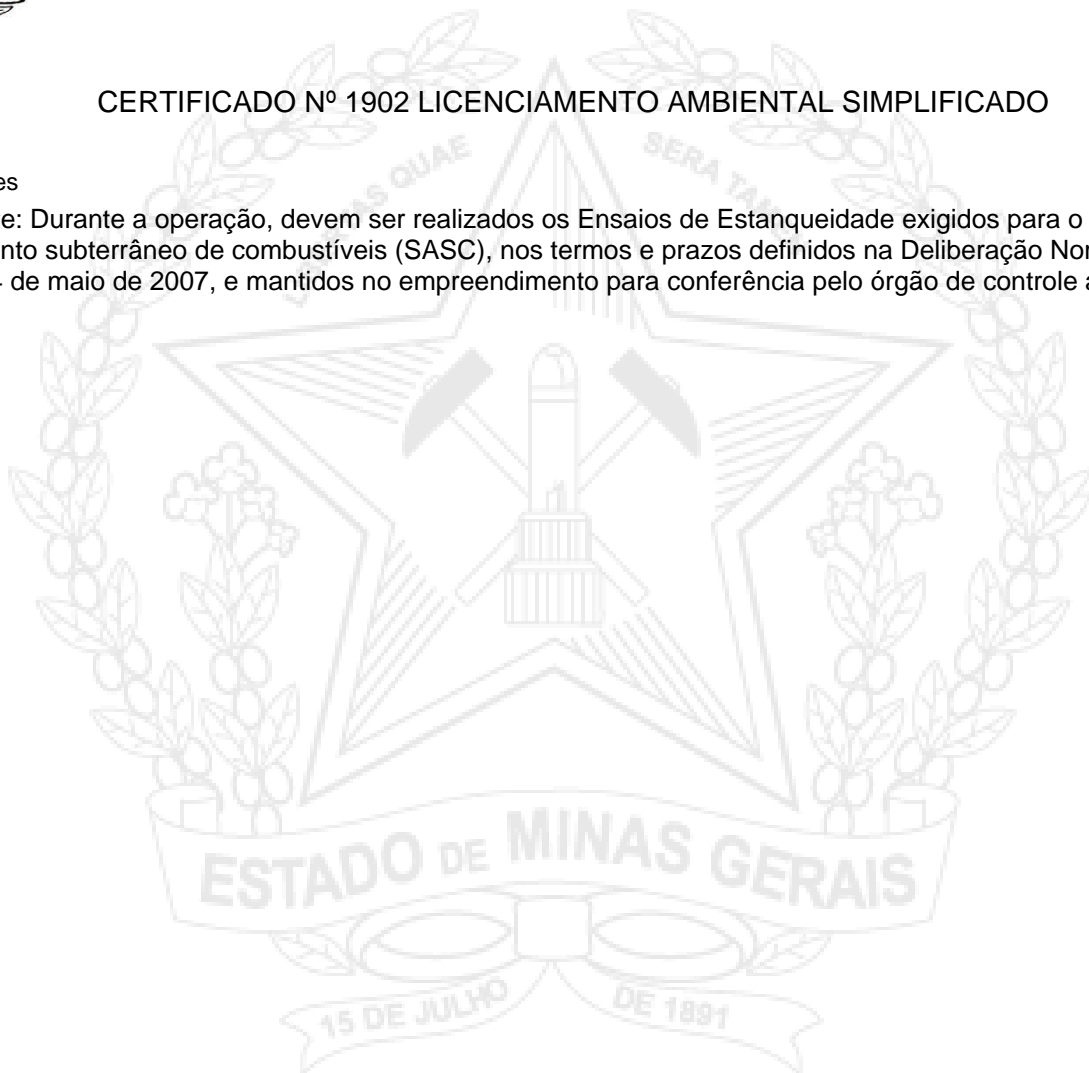 CERTIFICADO Nº 1902 LICENCIAMENTO AMBIENTAL SIMPLIFICADO
es
e: Durante a operação, devem ser realizados os Ensaios de Estanqueidade exigidos para o
nto subterrâneo de combustíveis (SASC), nos termos e prazos definidos na Deliberação Nor
de maio de 2007, e mantidos no empreendimento para conferência pelo órgão de controle a
QUAE SERA TAMEN
ESTADO DE MINAS GERAIS
15 DE JULHO DE 1891